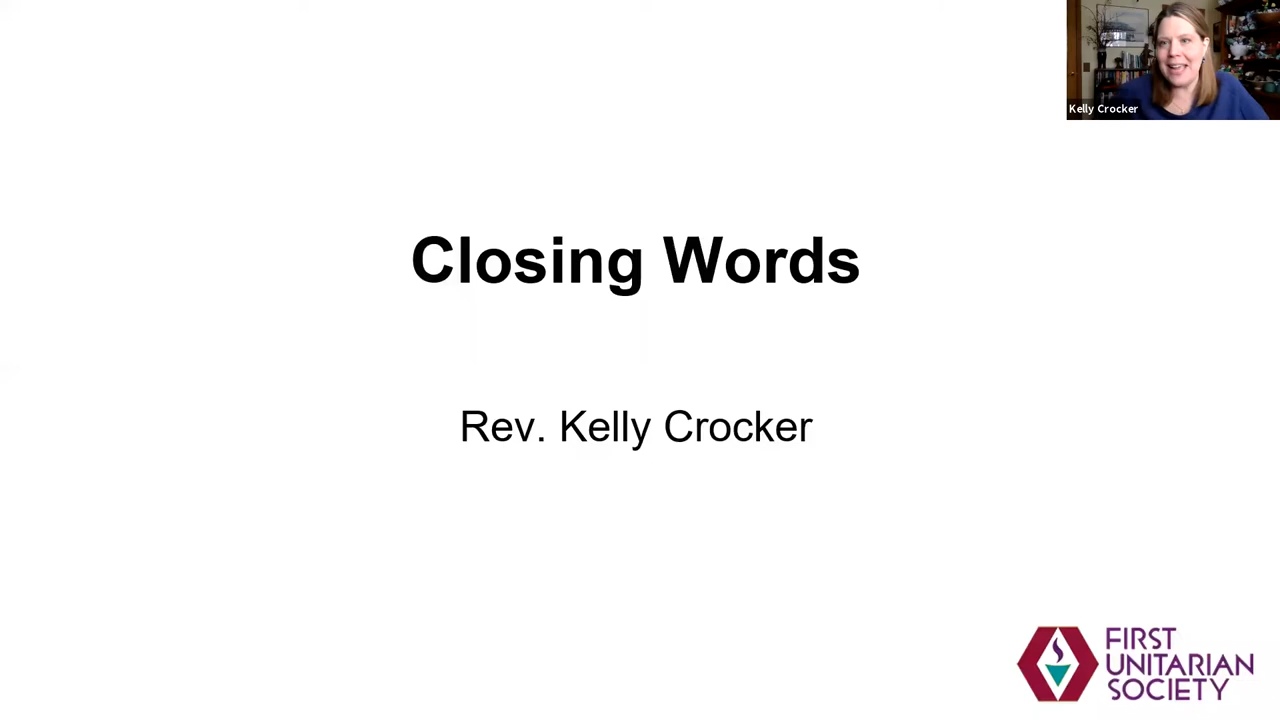 Kelly Crocker
Closing Words
Rev. Kelly Crocker
FIRST
UNITARIAN
SOCIETY